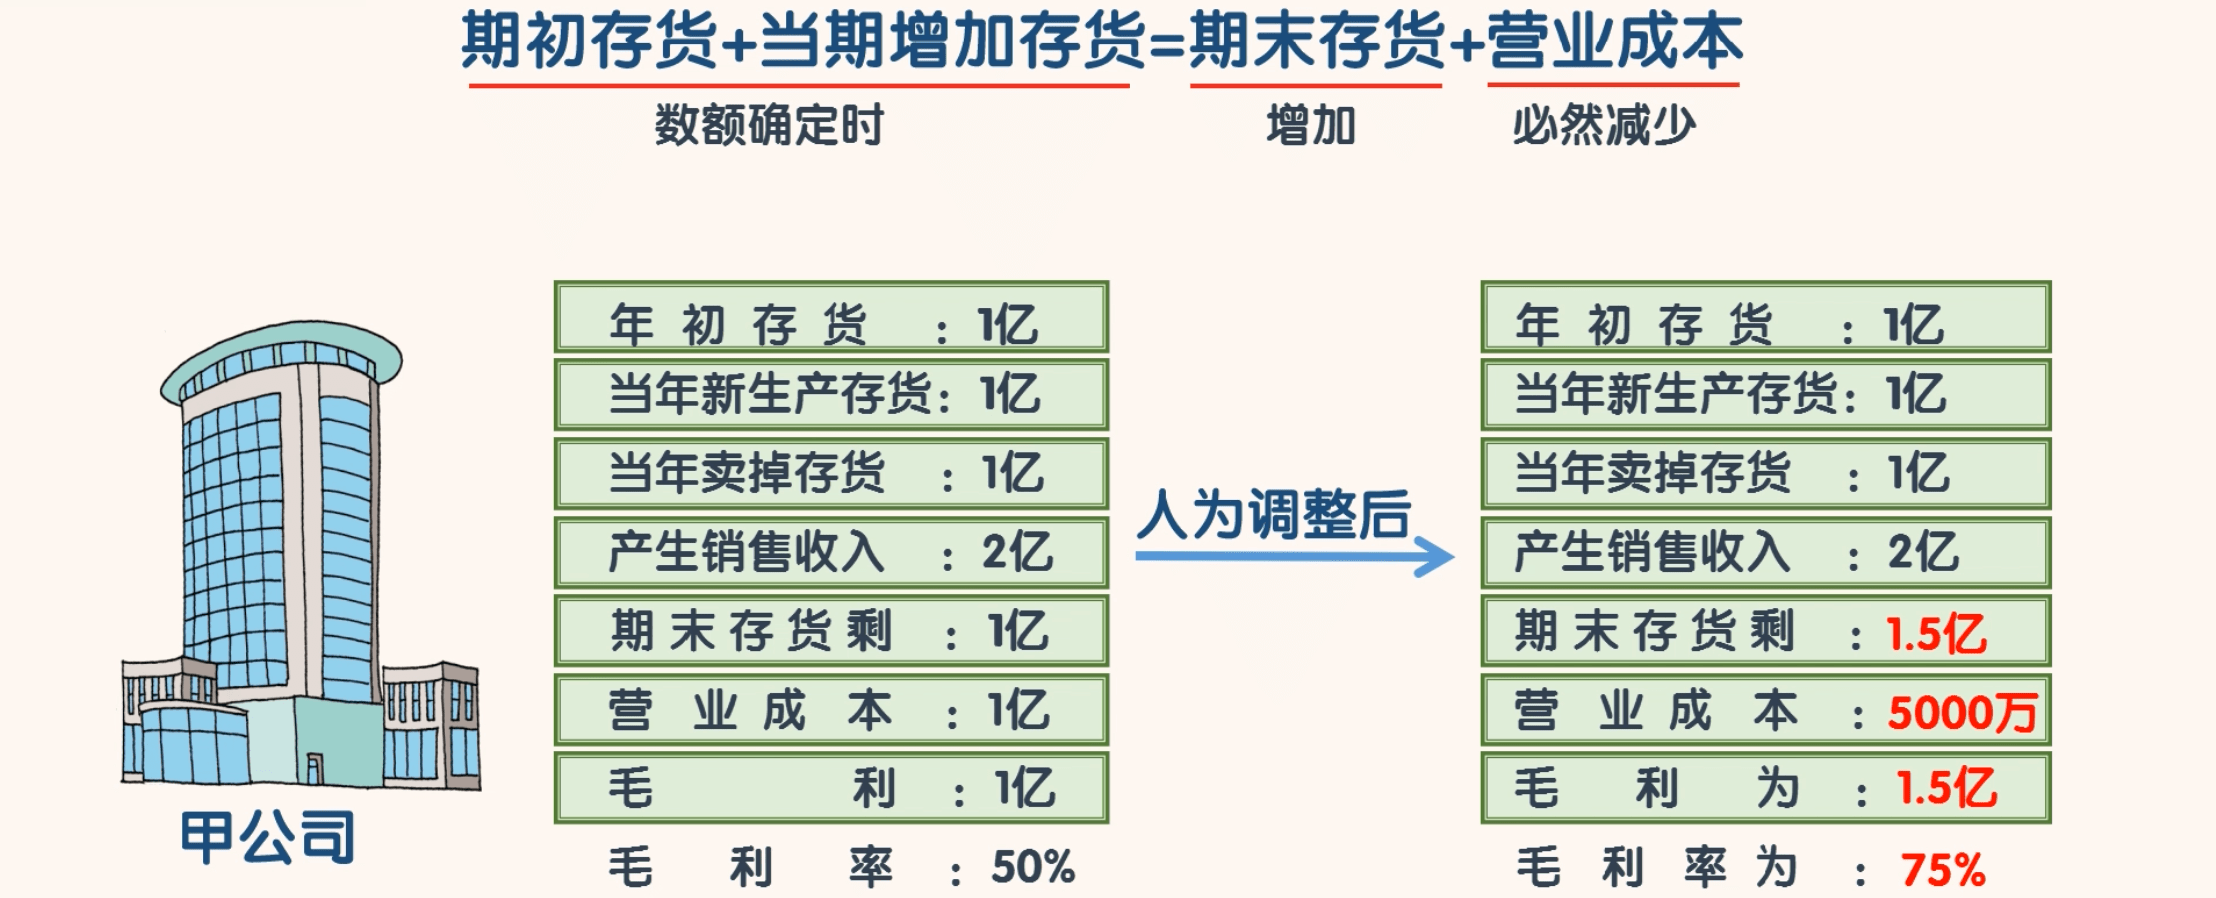 期初存货+当期增加存货=期末存货+营业成本
数额确定时 增加 必然减少
年初存货：1亿
当年新生产存货：1亿
当年卖掉存货：1亿
产生销售收入：2亿
期末存货剩：1亿
营业成本：1亿
毛利：1亿
毛利率：50%
人为调整后
年初存货：1亿
当年新生产存货：1亿
当年卖掉存货：1亿
产生销售收入：2亿
期末存货剩：1.5亿
营业成本：5000万
毛利为：1.5亿
毛利率为：75%
甲公司